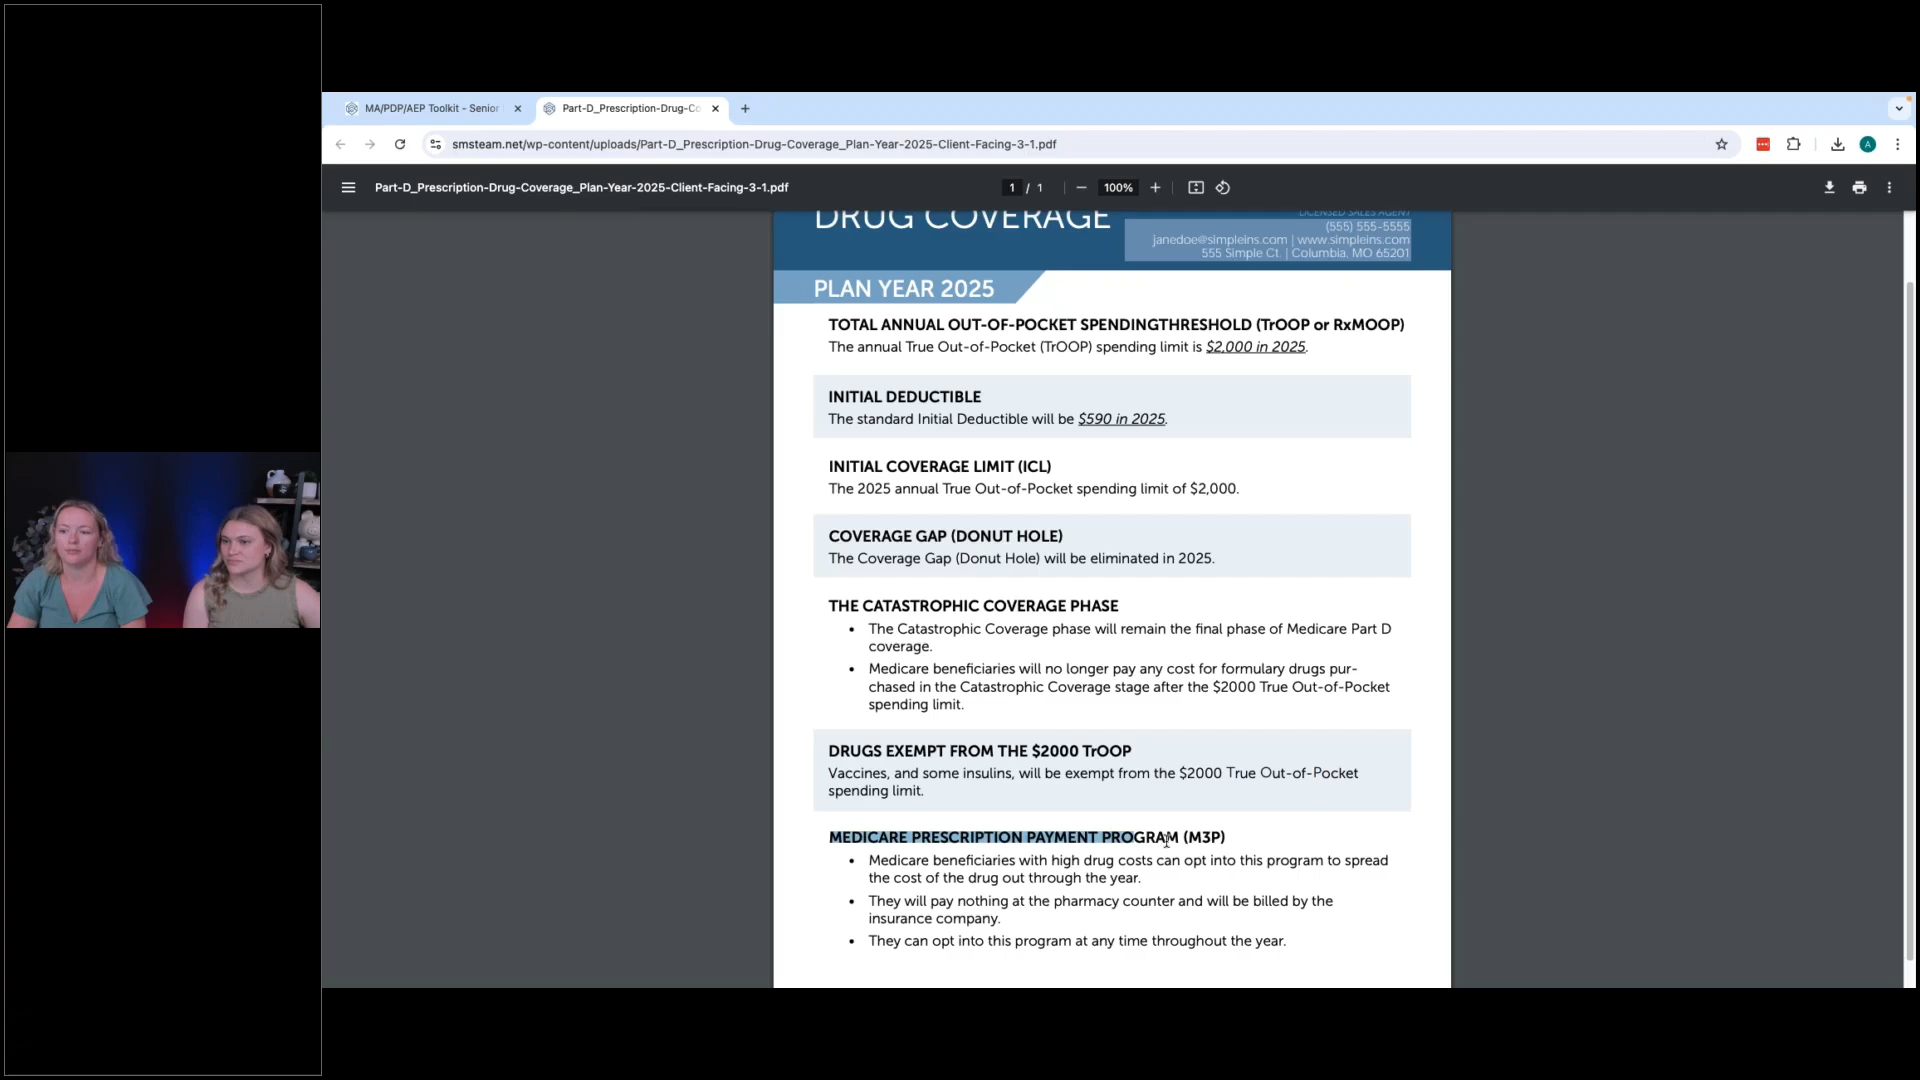 MA/PDP/AEP Toolkit - Senior
Part-D_Prescription-Drug-Co
smsteam.net/wp-content/uploads/Part-D_Prescription-Drug-Coverage_Plan-Year-2025-Client-Facing-3-1.pdf
A
Part-D_Prescription-Drug-Coverage_Plan-Year-2025-Client-Facing-3-1.pdf
1 / 1
100%
DRUG COVERAGE
LICENSED SALES AGENT
(555) 555-5555
janedoe@simpleins.com | www.simpleins.com
555 Simple Ct. | Columbia, MO 65201
PLAN YEAR 2025
TOTAL ANNUAL OUT-OF-POCKET SPENDINGTHRESHOLD (TrOOP or RxMOOP)
The annual True Out-of-Pocket (TrOOP) spending limit is $2,000 in 2025.
INITIAL DEDUCTIBLE
The standard Initial Deductible will be $590 in 2025.
INITIAL COVERAGE LIMIT (ICL)
The 2025 annual True Out-of-Pocket spending limit of $2,000.
COVERAGE GAP (DONUT HOLE)
The Coverage Gap (Donut Hole) will be eliminated in 2025.
THE CATASTROPHIC COVERAGE PHASE
• The Catastrophic Coverage phase will remain the final phase of Medicare Part D
coverage.
• Medicare beneficiaries will no longer pay any cost for formulary drugs pur-
chased in the Catastrophic Coverage stage after the $2000 True Out-of-Pocket
spending limit.
DRUGS EXEMPT FROM THE $2000 TrOOP
Vaccines, and some insulins, will be exempt from the $2000 True Out-of-Pocket
spending limit.
MEDICARE PRESCRIPTION PAYMENT PROGRAM (M3P)
• Medicare beneficiaries with high drug costs can opt into this program to spread
the cost of the drug out through the year.
• They will pay nothing at the pharmacy counter and will be billed by the
insurance company.
• They can opt into this program at any time throughout the year.